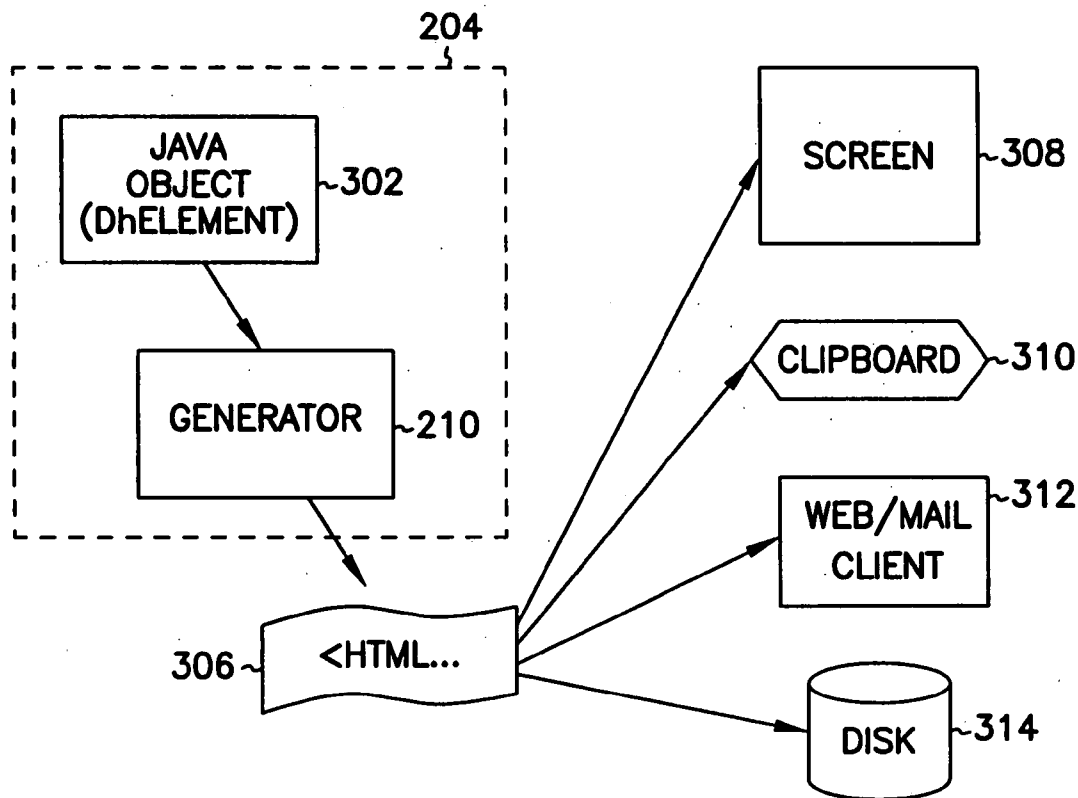 204
JAVA
OBJECT
(DhELEMENT)
302
GENERATOR
210
<HTML...
306
SCREEN
308
CLIPBOARD
310
WEB/MAIL
CLIENT
312
DISK
314